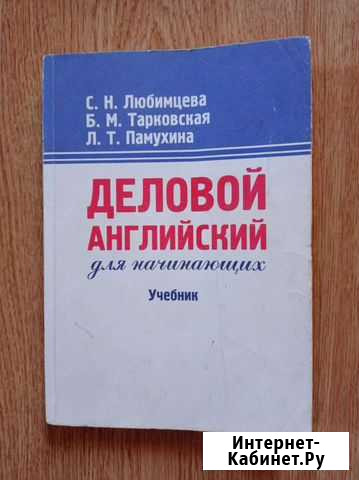 С. Н. Любимцева
Б. М. Тарковская
Л. Т. Памухина
ДЕЛОВОЙ
АНГЛИЙСКИЙ
для начинающих
Учебник
Интернет-
Кабинет.Ру